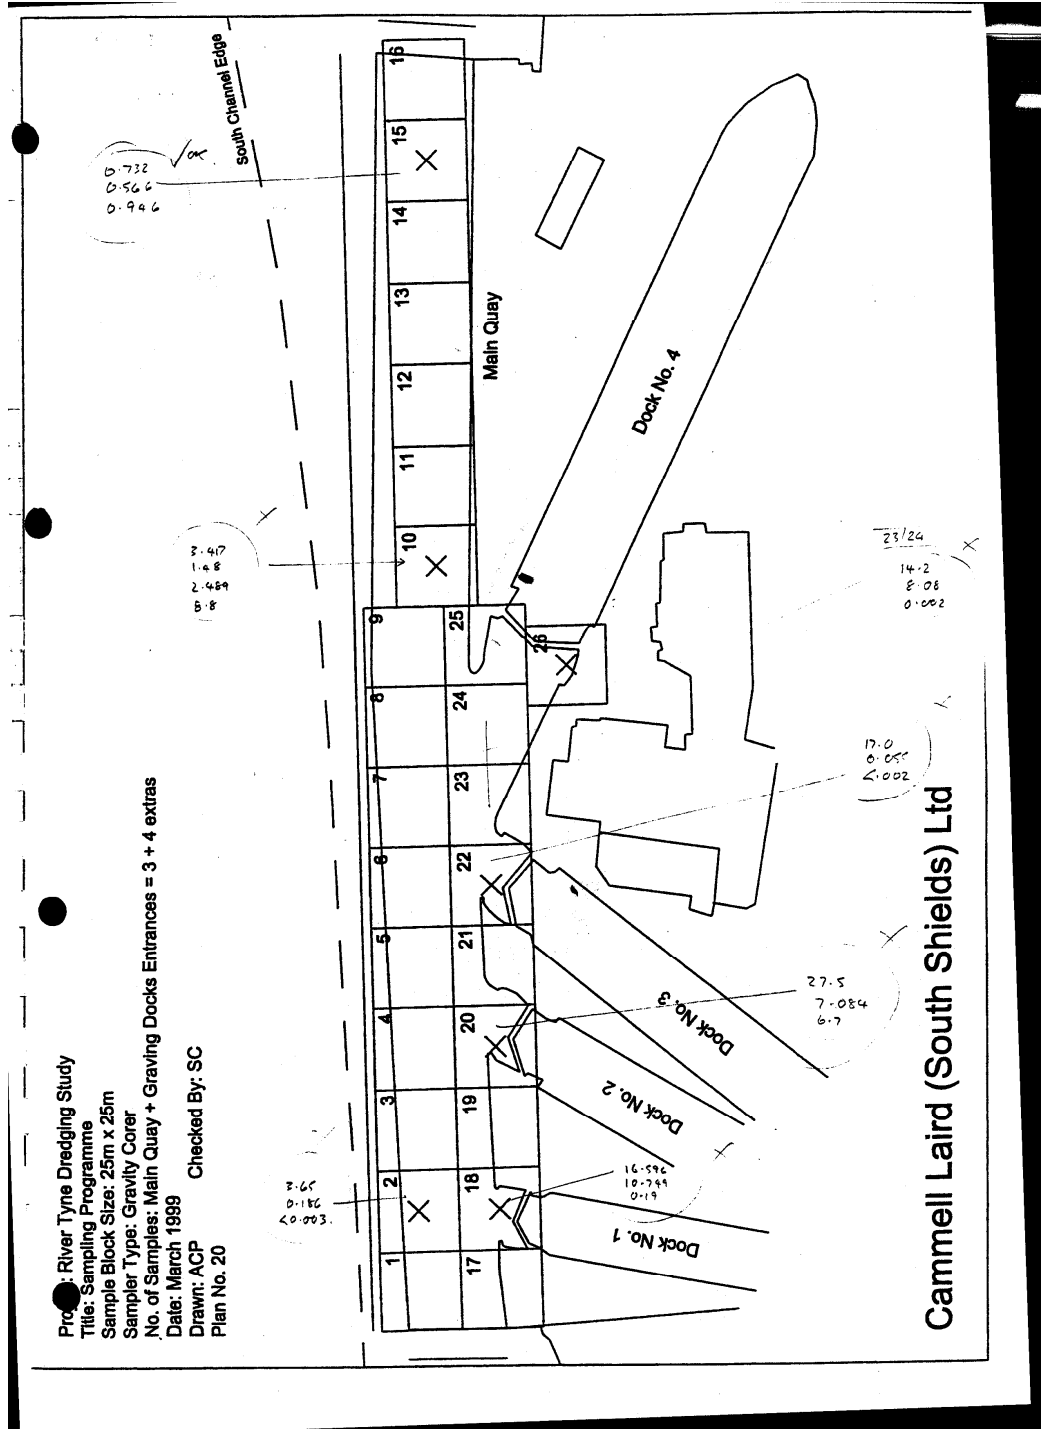 Pro: River Tyne Dredging Study
Title: Sampling Programme
Sample Block Size: 25m x 25m
Sampler Type: Gravity Corer
No. of Samples: Main Quay + Graving Docks Entrances = 3 + 4 extras
Date: March 1999
Drawn: ACP Checked By: SC
Plan No. 20
South Channel Edge
0.732
0.566
0.946
3.417
1.48
2.489
8.8
3.65
0.186
<0.003.
1 2 3 4 5 6 7 8 9
10 11 12 13 14 15 16
17 18 19 20 21 22 23 24 25
26
Main Quay
Dock No. 4
Dock No. 3
Dock No. 2
Dock No. 1
16.596
10.749
0.19
27.5
7.084
6.7
17.0
<.002
23/24
14.2
8.08
0.002
Cammell Laird (South Shields) Ltd